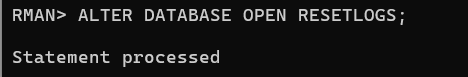 RMAN> ALTER DATABASE OPEN RESETLOGS;
Statement processed